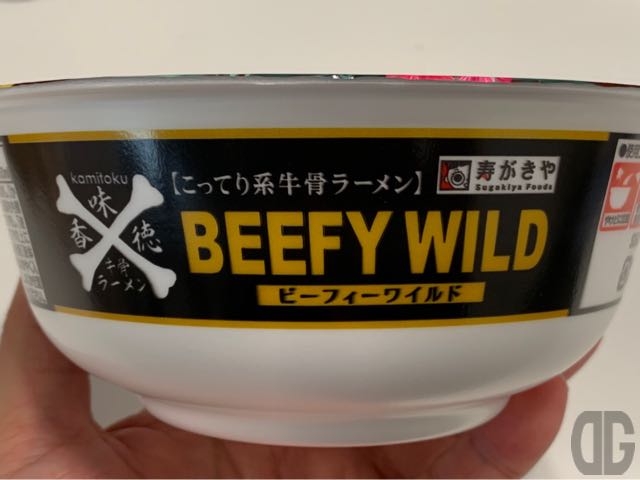 kamitoku
香味徳
牛骨
ラーメン
【こってり系牛骨ラーメン】
寿がきや
Sugakiya Foods
BEEFY WILD
ビーフィーワイルド
DG